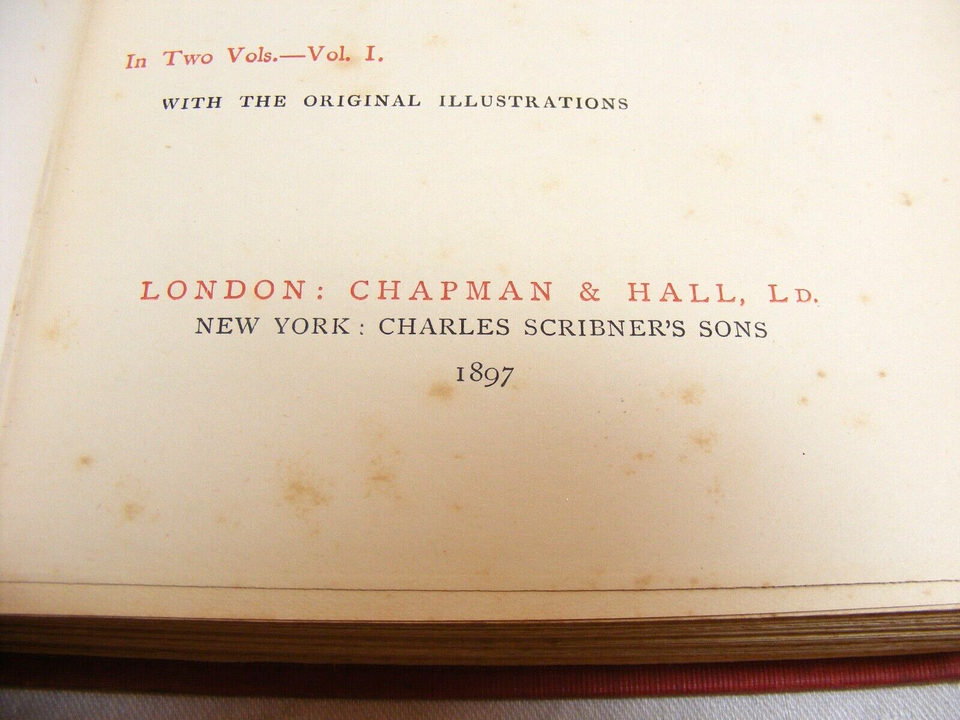 In Two Vols.—Vol. I.
WITH THE ORIGINAL ILLUSTRATIONS
LONDON: CHAPMAN & HALL, LD.
NEW YORK: CHARLES SCRIBNER'S SONS
1897